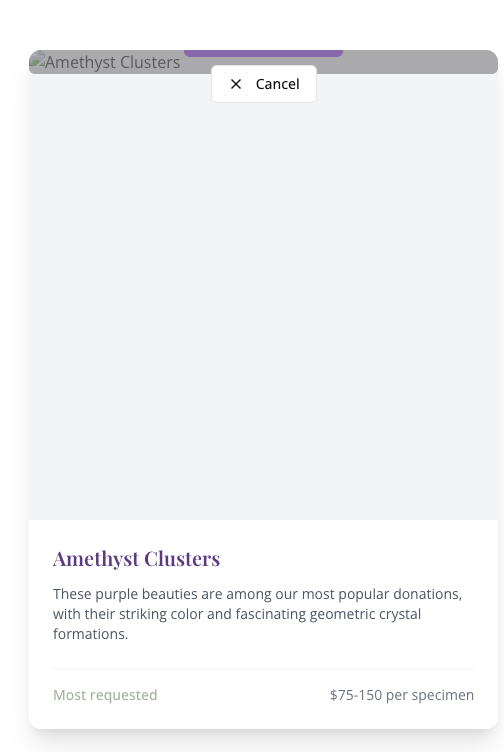 Amethyst Clusters
Cancel
Amethyst Clusters
These purple beauties are among our most popular donations,
with their striking color and fascinating geometric crystal
formations.
Most requested
$75-150 per specimen